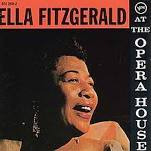 ELLA FITZGERALD
AT THE OPERA HOUSE